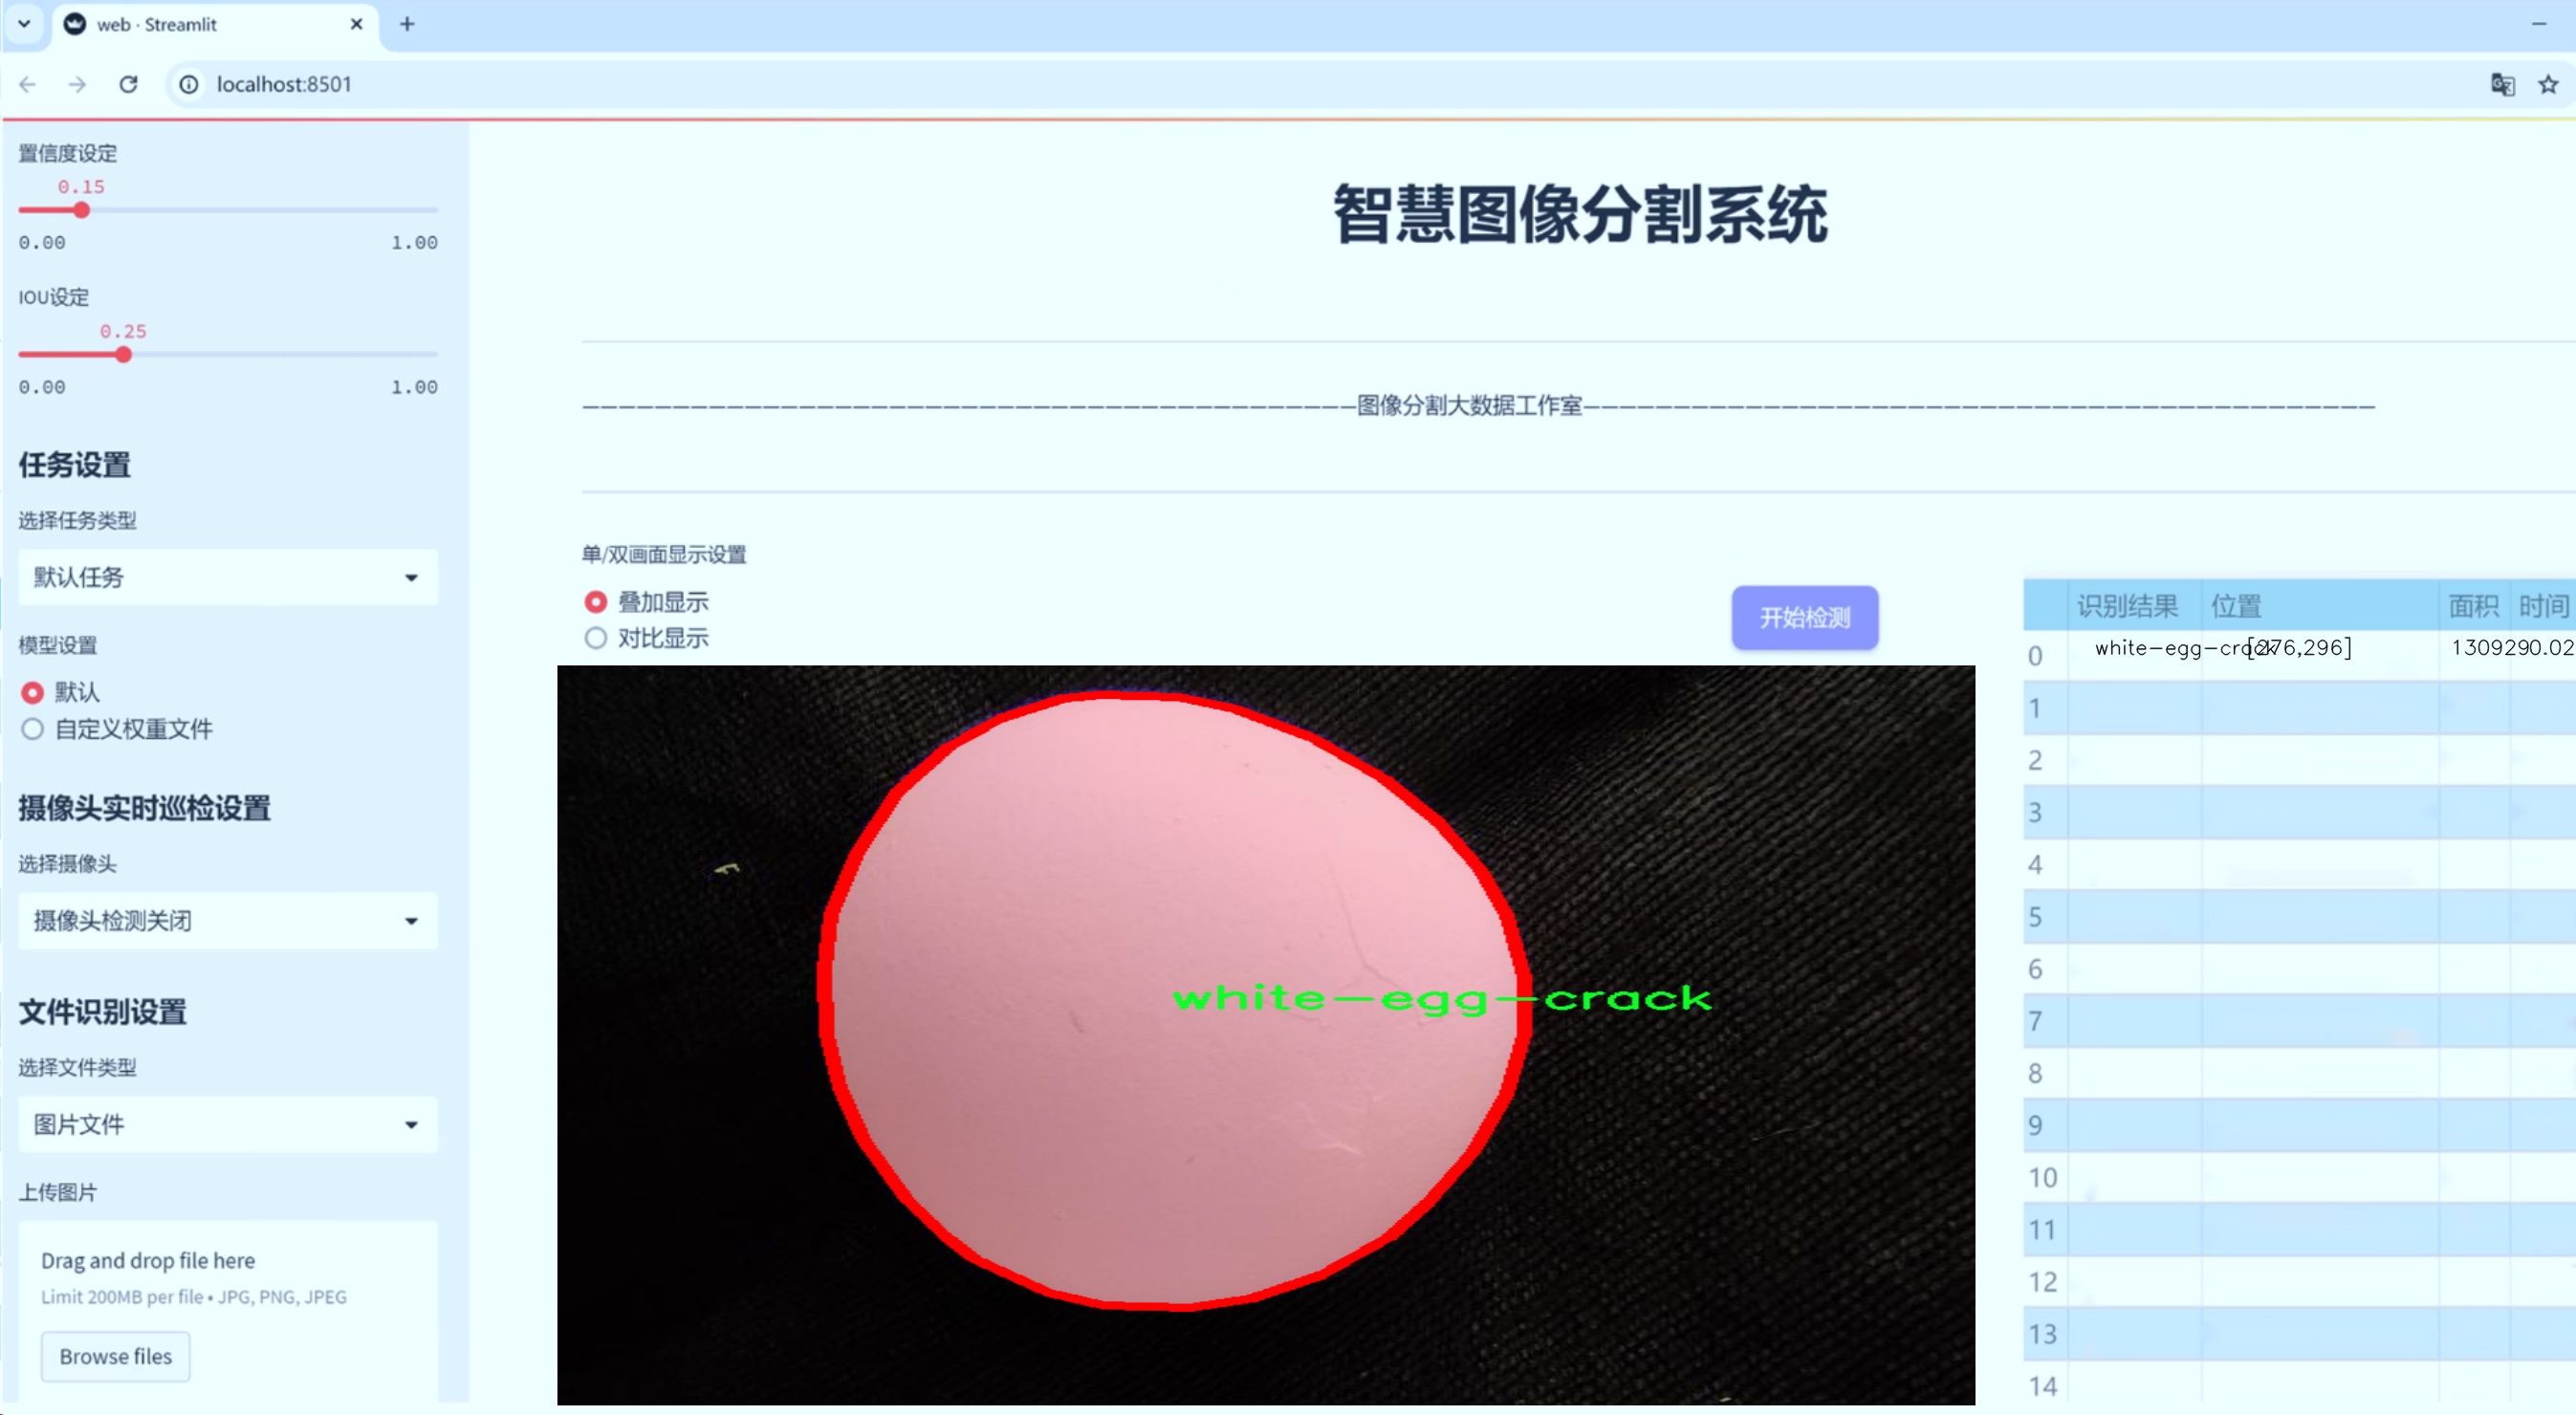 web · Streamlit
localhost:8501
置信度设定
0.15
0.00 1.00
IOU设定
0.25
0.00 1.00
任务设置
选择任务类型
默认任务
模型设置
默认
自定义权重文件
摄像头实时巡检设置
选择摄像头
摄像头检测关闭
文件识别设置
选择文件类型
图片文件
上传图片
Drag and drop file here
Limit 200MB per file • JPG, PNG, JPEG
Browse files
智慧图像分割系统
图像分割大数据工作室
单/双画面显示设置
叠加显示
对比显示
开始检测
white-egg-crack
识别结果 位置 面积 时间
0 white-egg-crack [276,296] 1309290.02
1
2
3
4
5
6
7
8
9
10
11
12
13
14